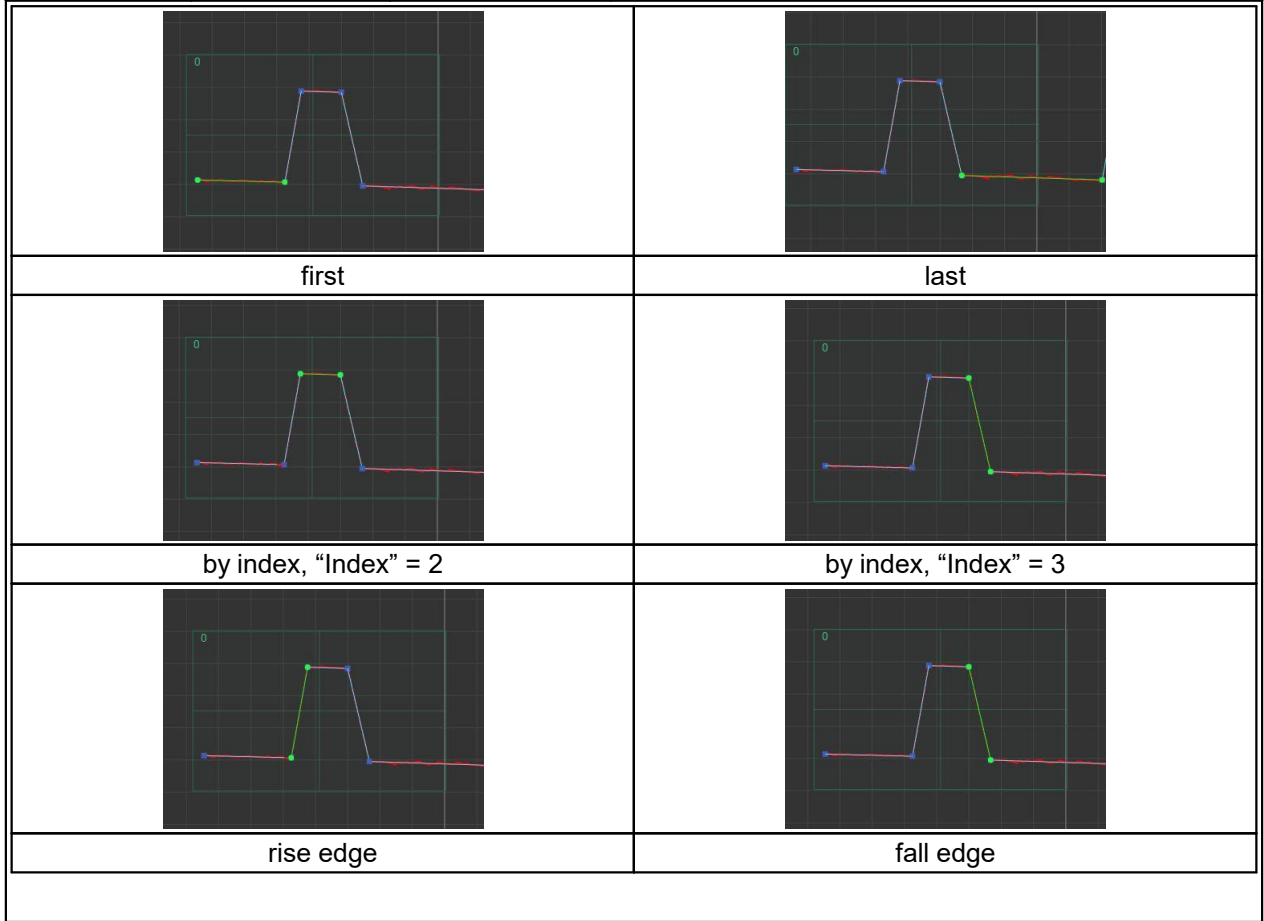 0
0
first
last
0
0
by index, “Index” = 2
by index, “Index” = 3
0
0
rise edge
fall edge